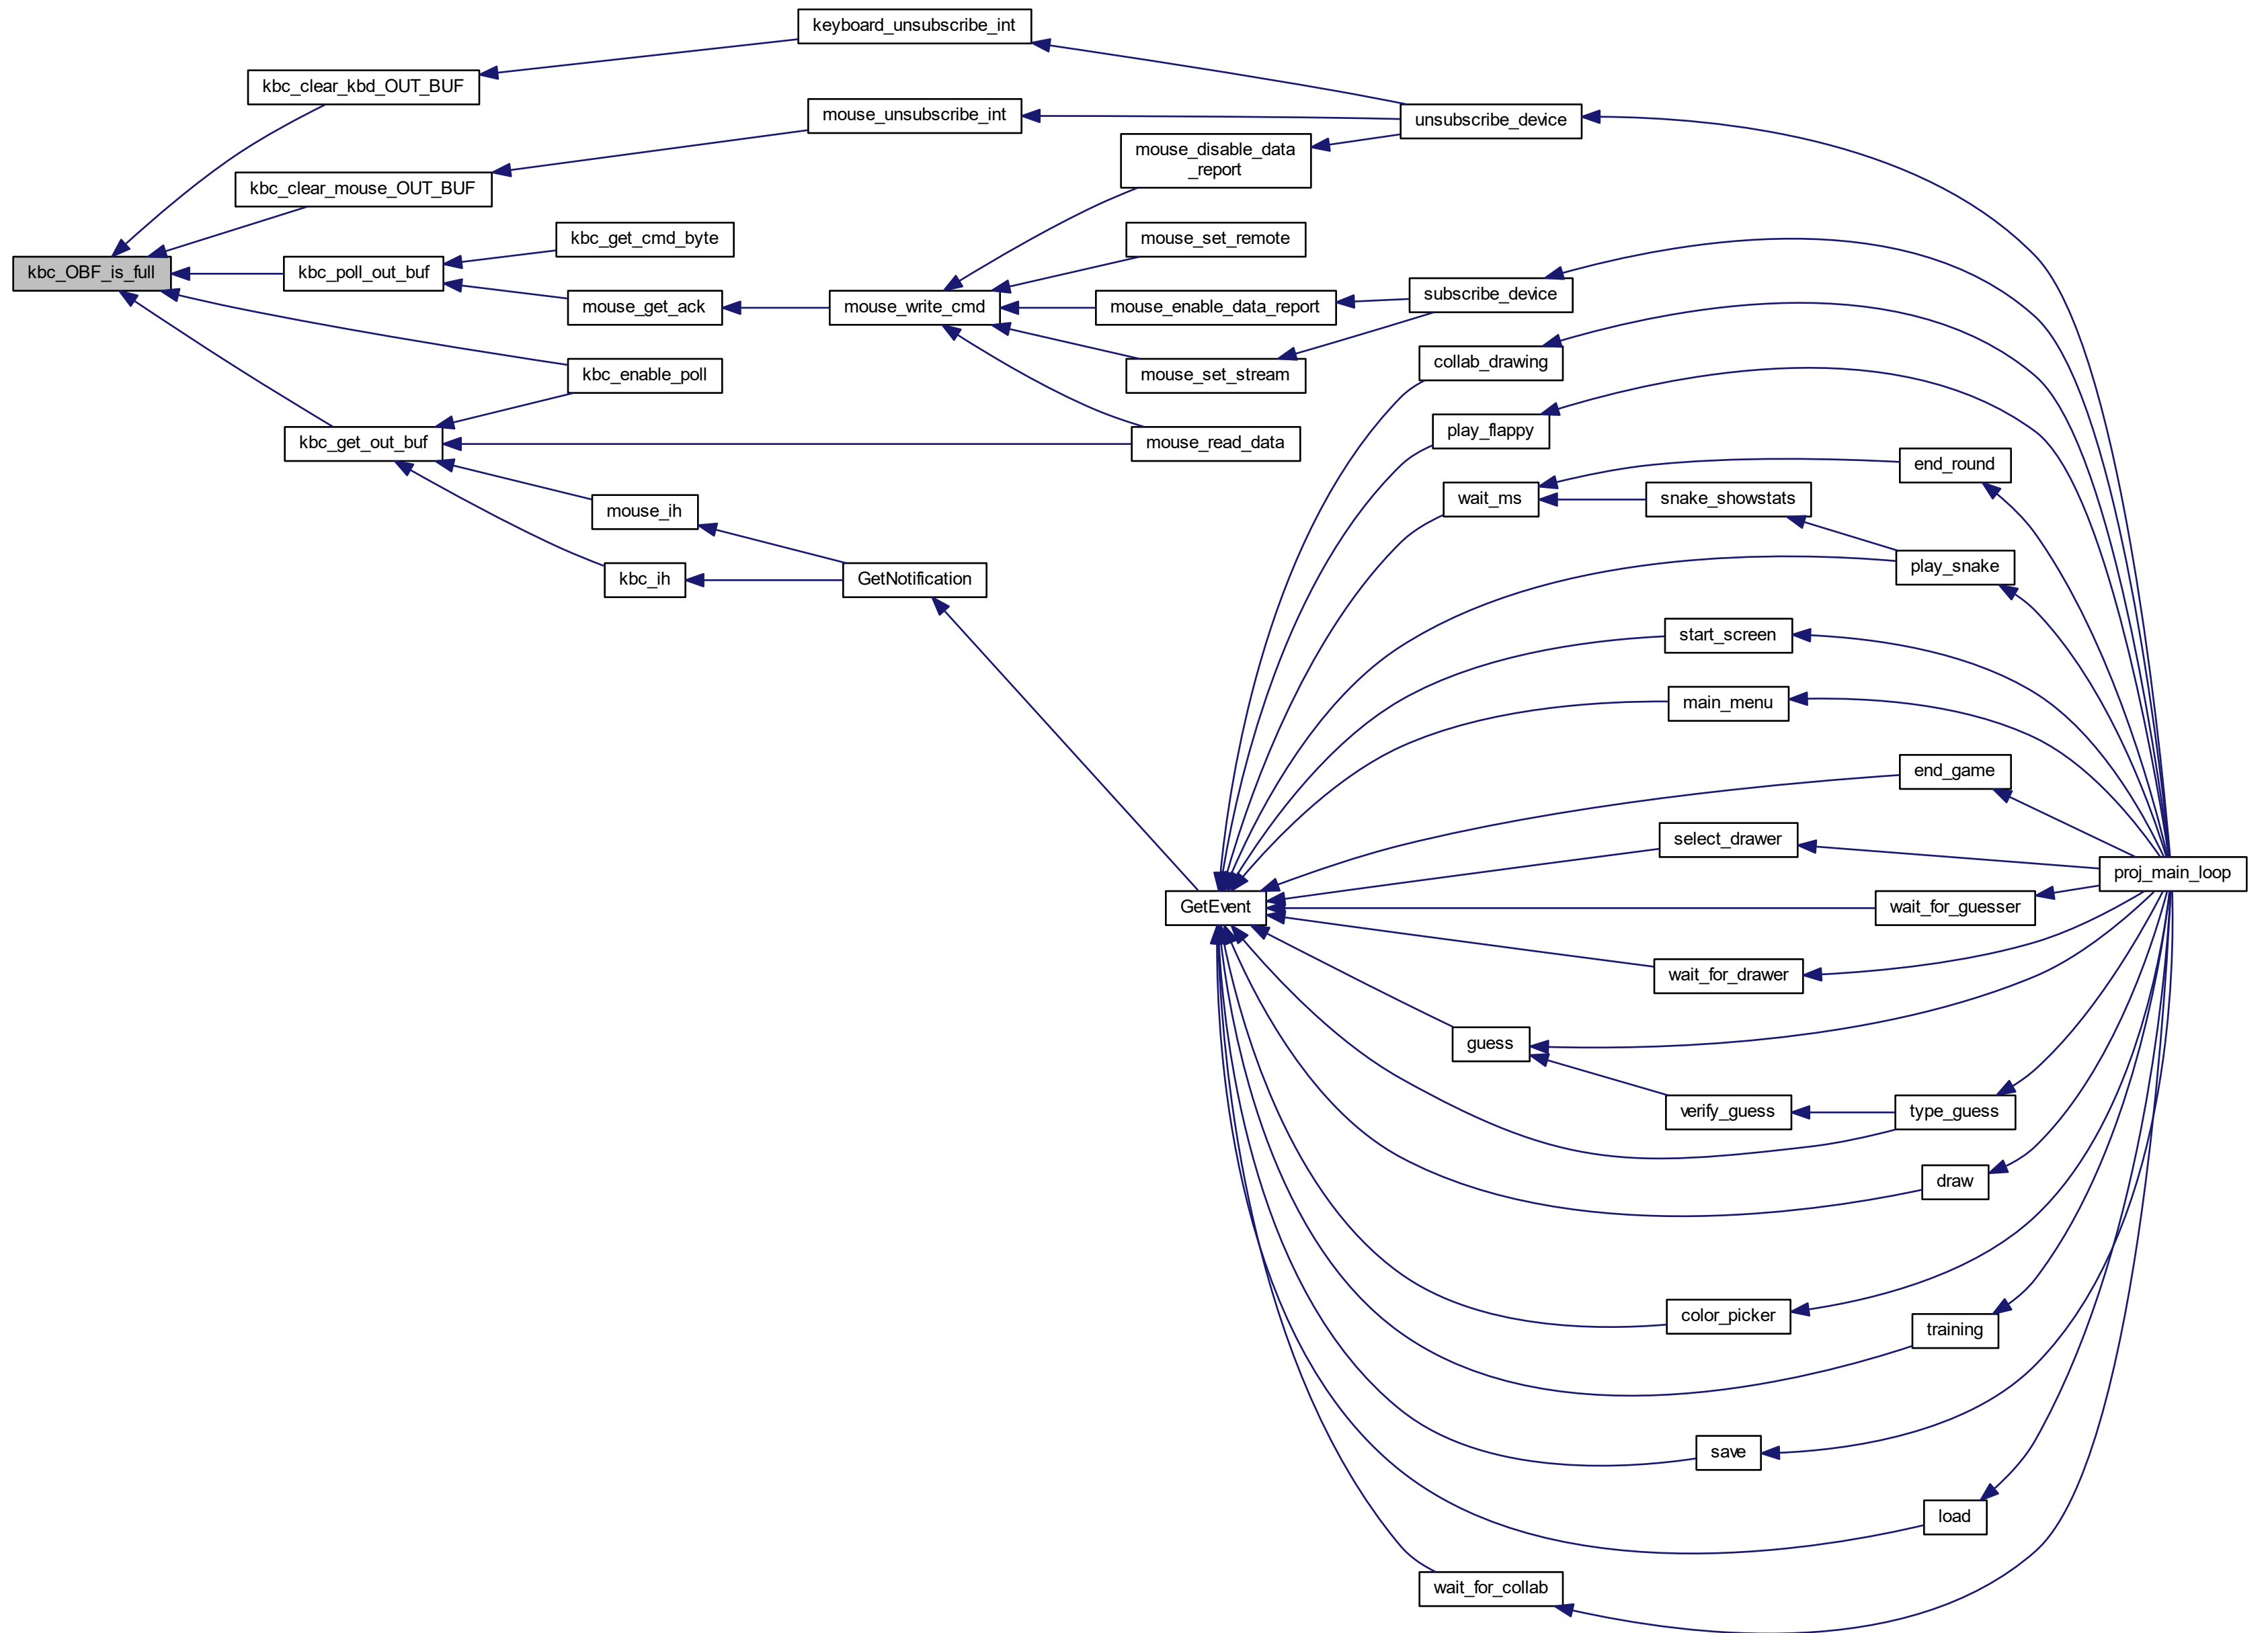 keyboard_unsubscribe_int
kbc_clear_kbd_OUT_BUF
mouse_unsubscribe_int
unsubscribe_device
mouse_disable_data
_report
kbc_clear_mouse_OUT_BUF
kbc_get_cmd_byte
mouse_set_remote
kbc_OBF_is_full
kbc_poll_out_buf
subscribe_device
mouse_get_ack
mouse_write_cmd
mouse_enable_data_report
collab_drawing
kbc_enable_poll
mouse_set_stream
play_flappy
kbc_get_out_buf
mouse_read_data
end_round
wait_ms
snake_showstats
mouse_ih
play_snake
kbc_ih
GetNotification
start_screen
main_menu
end_game
select_drawer
proj_main_loop
GetEvent
wait_for_guesser
wait_for_drawer
guess
verify_guess
type_guess
draw
color_picker
training
save
load
wait_for_collab